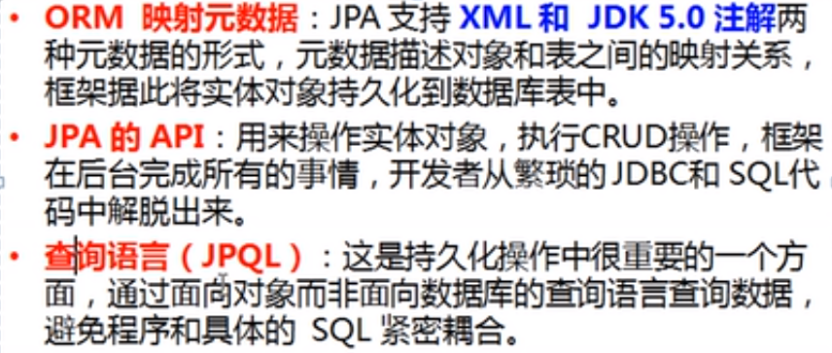 • ORM 映射元数据：JPA 支持 XML 和 JDK 5.0 注解两
种元数据的形式，元数据描述对象和表之间的映射关系，
框架据此将实体对象持久化到数据库表中。
• JPA 的 API：用来操作实体对象，执行CRUD操作，框架
在后台完成所有的事情，开发者从繁琐的 JDBC和 SQL代
码中解脱出来。
• 查询语言（JPQL）：这是持久化操作中很重要的一个方
面，通过面向对象而非面向数据库的查询语言查询数据，
避免程序和具体的 SQL 紧密耦合。